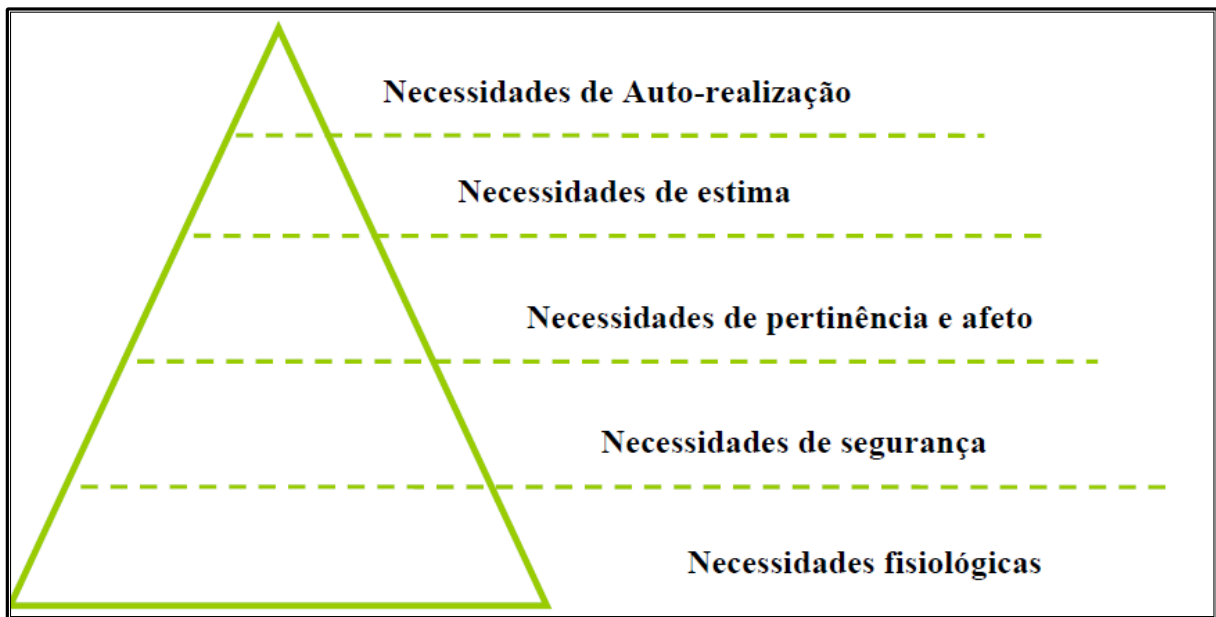 Necessidades de Auto-realização
Necessidades de estima
Necessidades de pertinência e afeto
Necessidades de segurança
Necessidades fisiológicas